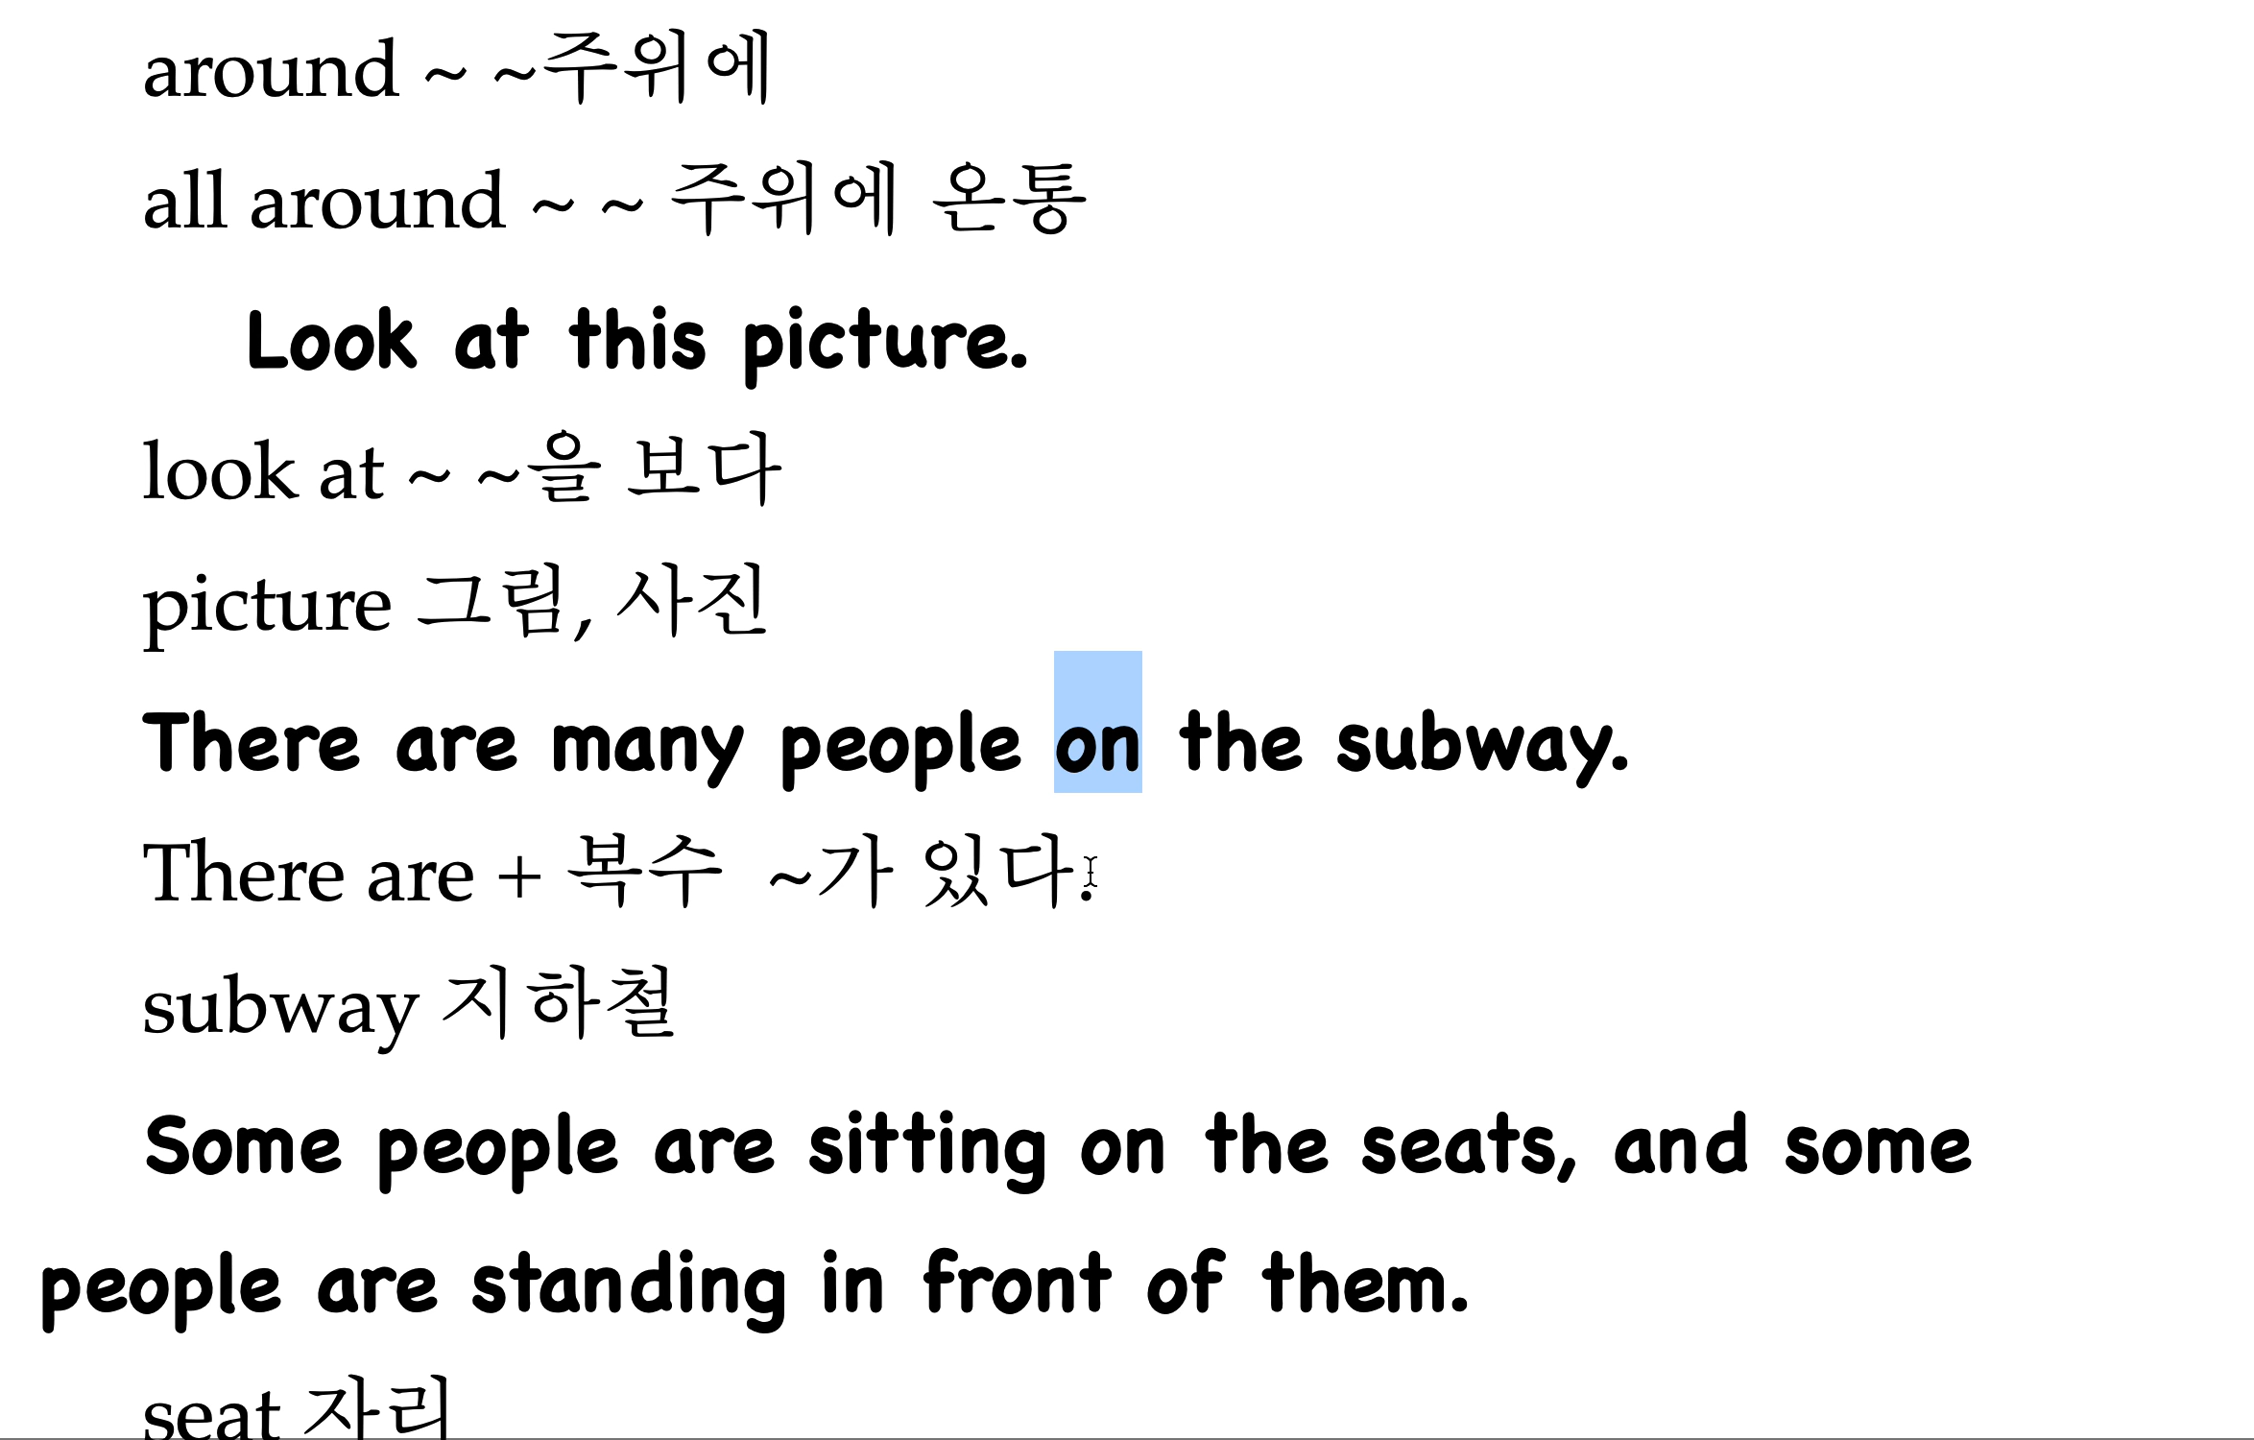 around ~ ~주위에
all around ~ ~ 주위에 온통
Look at this picture.
look at ~ ~을 보다
picture 그림, 사진
There are many people on the subway.
There are + 복수 ~가 있다.
subway 지하철
Some people are sitting on the seats, and some
people are standing in front of them.
seat 자리